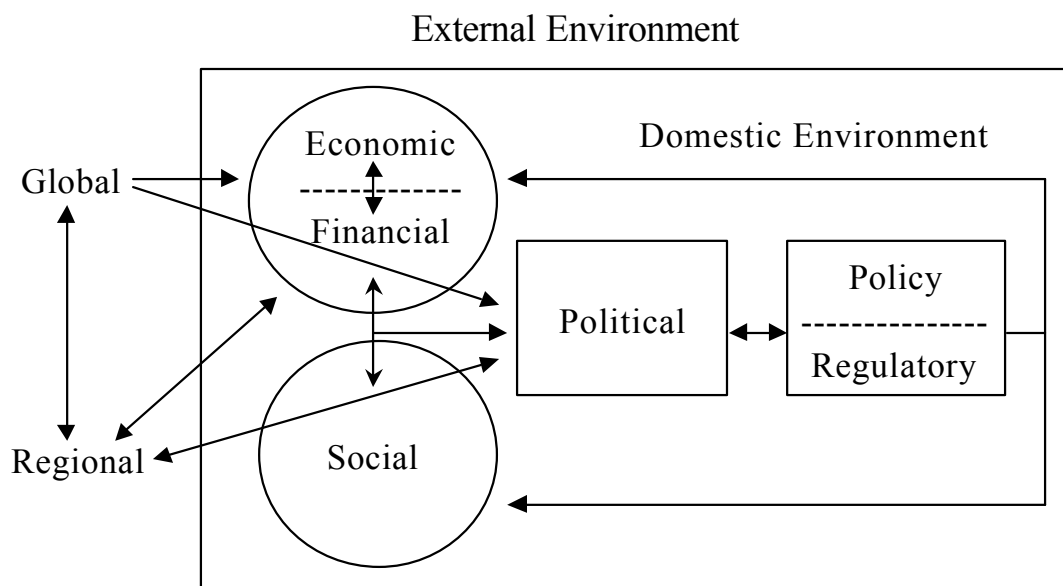 External Environment
Domestic Environment
Economic
Financial
Global
Regional
Political
Policy
Regulatory
Social